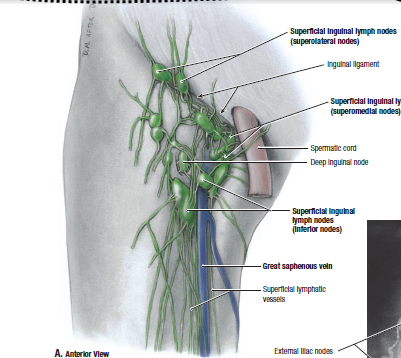 Superficial inguinal lymph nodes
(superolateral nodes)
Inguinal ligament
Superficial inguinal ly
(superomedial nodes)
Spermatic cord
Deep inguinal node
Superficial inguinal
lymph nodes
(inferior nodes)
Great saphenous vein
Superficial lymphatic
vessels
External iliac nodes
A. Anterior View